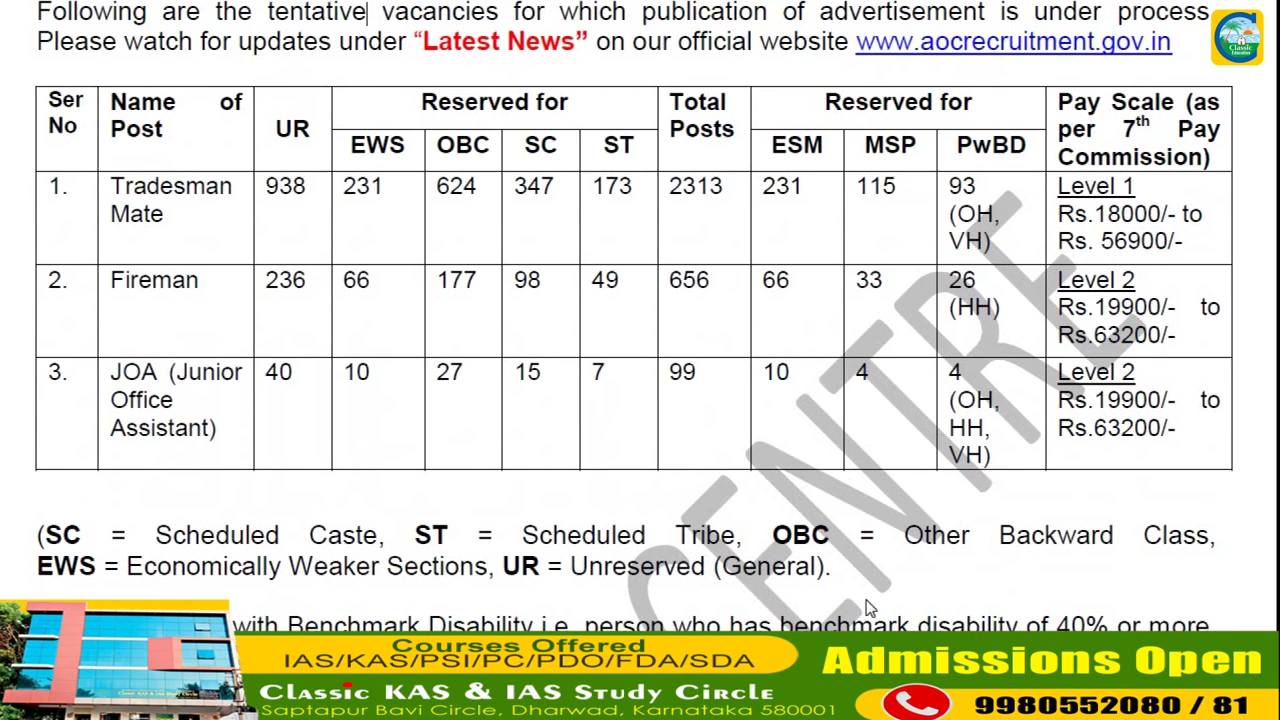 Following are the tentative vacancies for which publication of advertisement is under process
Please watch for updates under “Latest News” on our official website www.aocrecruitment.gov.in
Classic
Education
Ser No | Name of Post | UR | Reserved for | Total Posts | Reserved for | Pay Scale (as per 7th Pay Commission)
EWS | OBC | SC | ST | ESM | MSP | PwBD
1. | Tradesman Mate | 938 | 231 | 624 | 347 | 173 | 2313 | 231 | 115 | 93 (OH, VH) | Level 1 Rs.18000/- to Rs. 56900/-
2. | Fireman | 236 | 66 | 177 | 98 | 49 | 656 | 66 | 33 | 26 (HH) | Level 2 Rs.19900/- to Rs.63200/-
3. | JOA (Junior Office Assistant) | 40 | 10 | 27 | 15 | 7 | 99 | 10 | 4 | 4 (OH, HH, VH) | Level 2 Rs.19900/- to Rs.63200/-
CENTRE
(SC = Scheduled Caste, ST = Scheduled Tribe, OBC = Other Backward Class,
EWS = Economically Weaker Sections, UR = Unreserved (General).
with Benchmark Disability i.e. person who has benchmark disability of 40% or more
Courses Offered
IAS/KAS/PSI/PC/PDO/FDA/SDA
Classic KAS & IAS Study Circle
Saptapur Bavi Circle, Dharwad, Karnataka 580001
Admissions Open
9980552080 / 81